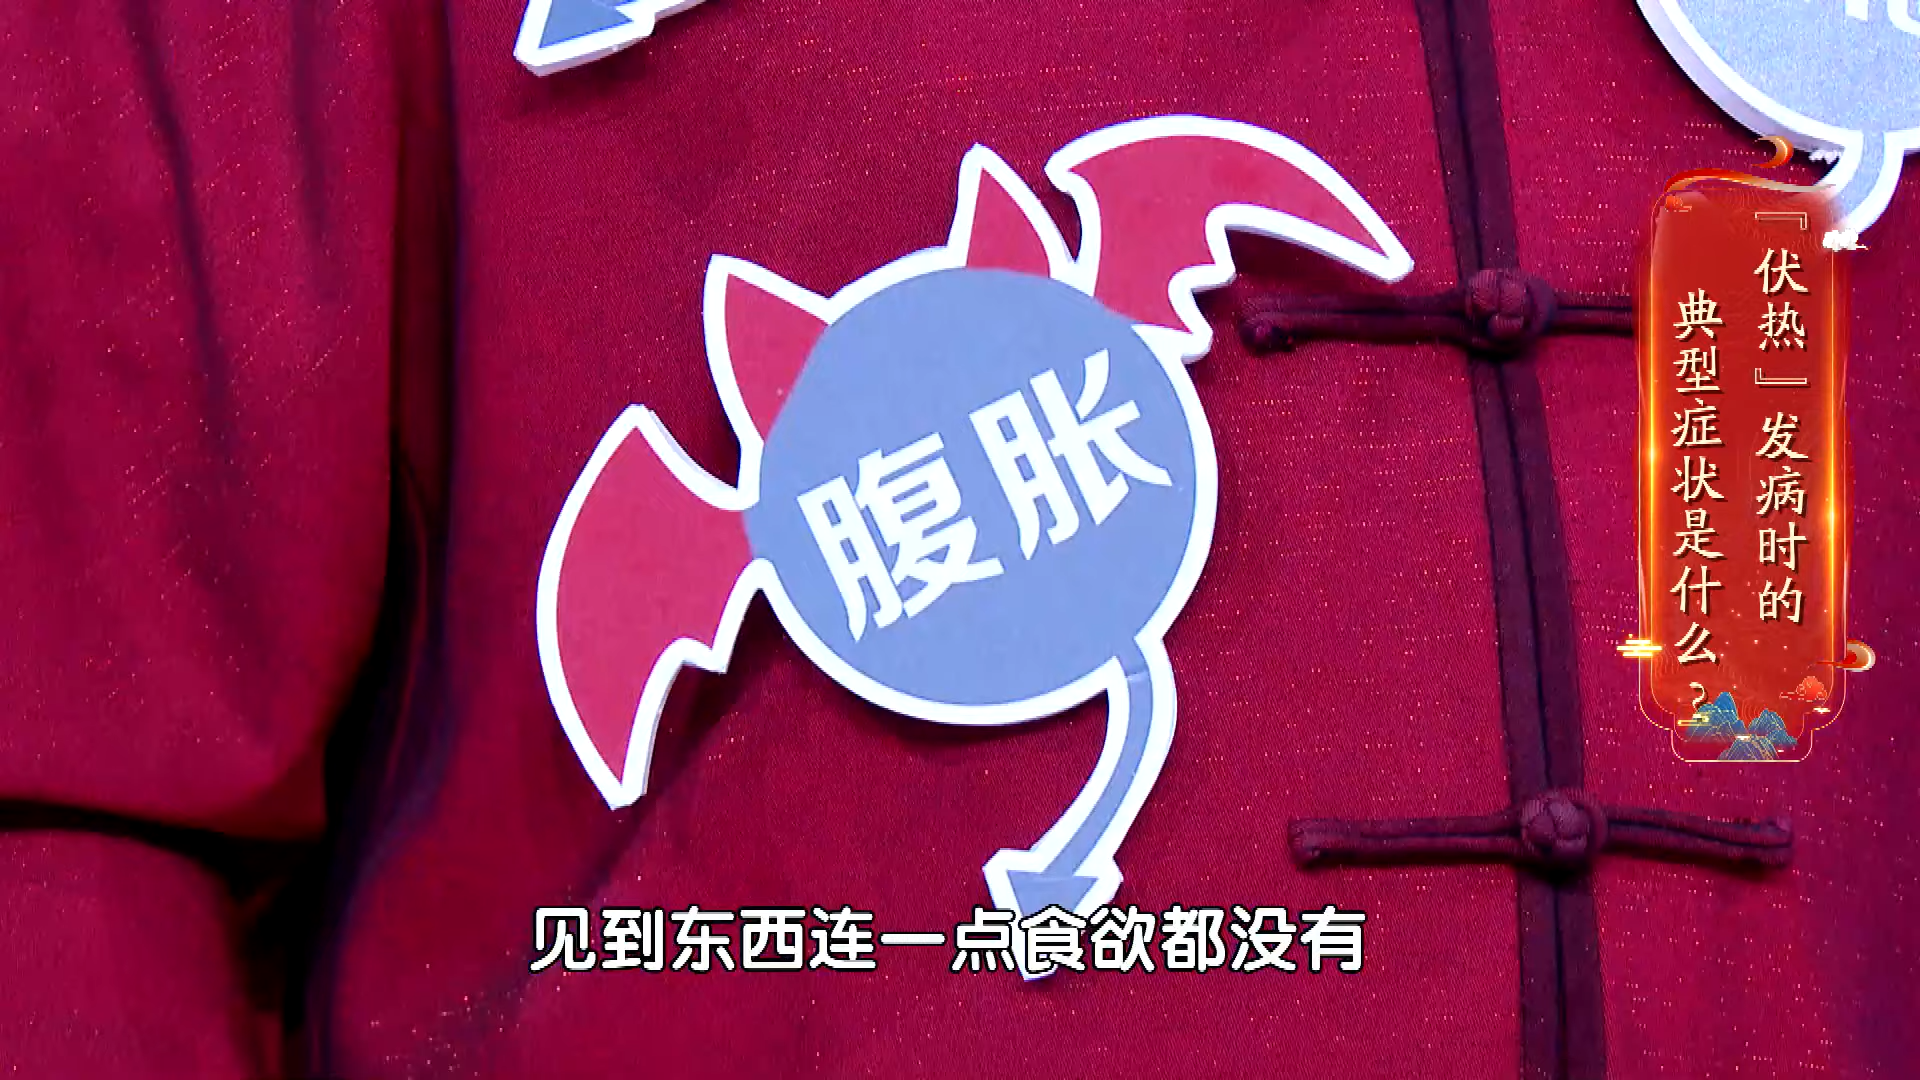 『伏热』发病时的
典型症状是什么？
腹胀
见到东西连一点食欲都没有